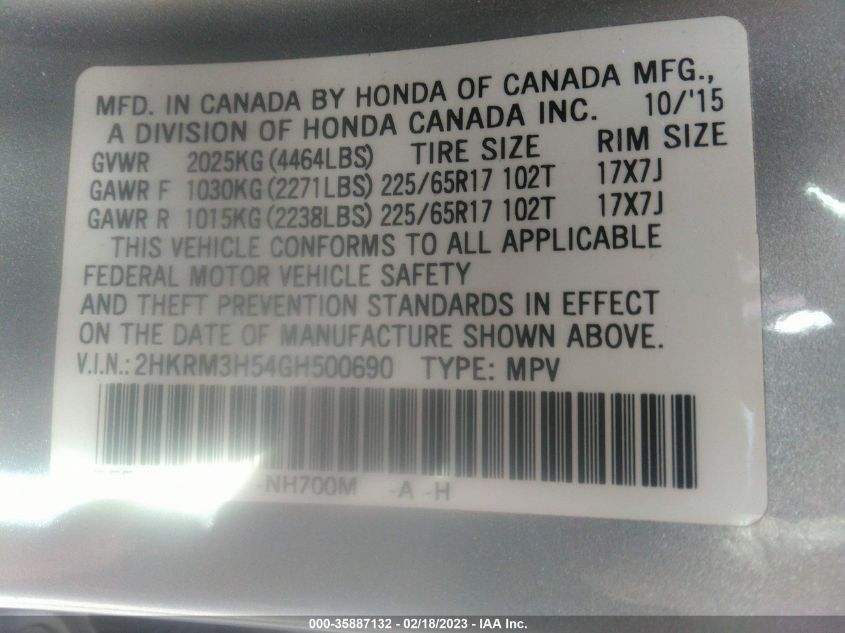 MFD. IN CANADA BY HONDA OF CANADA MFG.,
A DIVISION OF HONDA CANADA INC. 10/'15
GVWR 2025KG (4464LBS) TIRE SIZE RIM SIZE
GAWR F 1030KG (2271LBS) 225/65R17 102T 17X7J
GAWR R 1015KG (2238LBS) 225/65R17 102T 17X7J
THIS VEHICLE CONFORMS TO ALL APPLICABLE
FEDERAL MOTOR VEHICLE SAFETY
AND THEFT PREVENTION STANDARDS IN EFFECT
ON THE DATE OF MANUFACTURE SHOWN ABOVE.
V.I.N.: 2HKRM3H54GH500690 TYPE: MPV
-NH700M -A -H
000-35887132 - 02/18/2023 - IAA Inc.